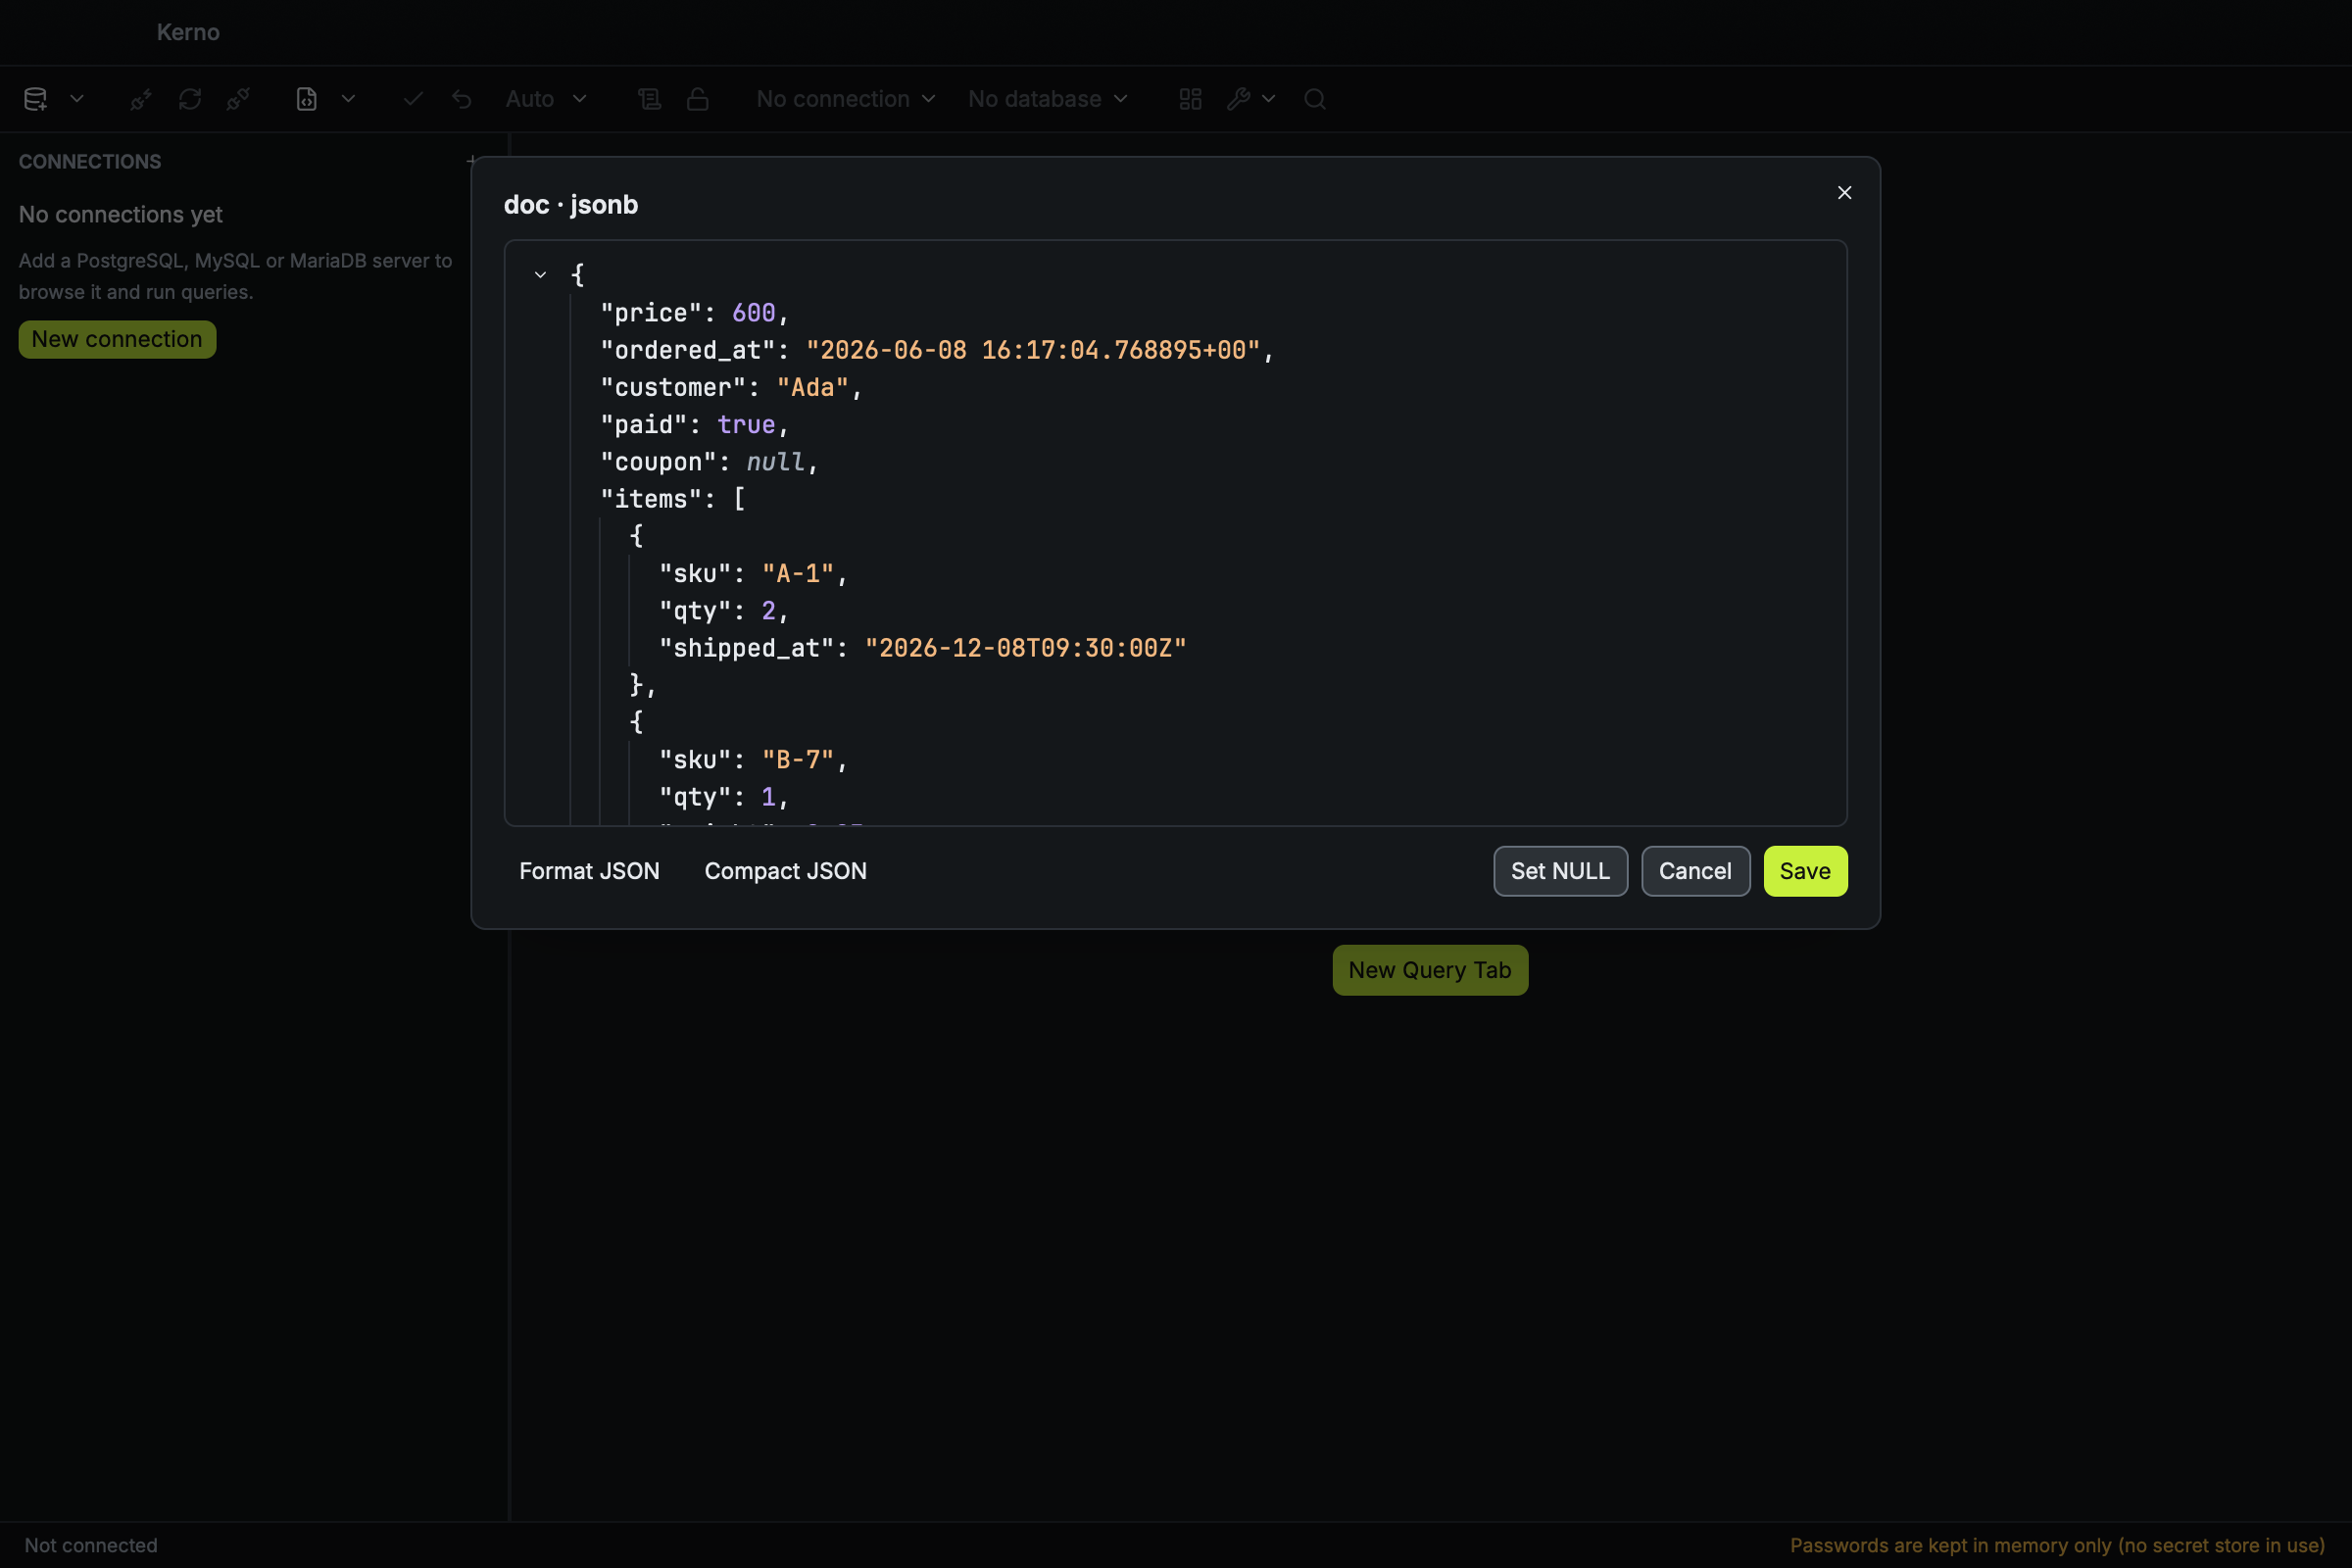 Kerno
Auto No connection No database
CONNECTIONS
No connections yet
Add a PostgreSQL, MySQL or MariaDB server to
browse it and run queries.
New connection
doc · jsonb
{
"price": 600,
"ordered_at": "2026-06-08 16:17:04.768895+00",
"customer": "Ada",
"paid": true,
"coupon": null,
"items": [
{
"sku": "A-1",
"qty": 2,
"shipped_at": "2026-12-08T09:30:00Z"
},
{
"sku": "B-7",
"qty": 1,
Format JSON Compact JSON Set NULL Cancel Save
New Query Tab
Not connected Passwords are kept in memory only (no secret store in use)